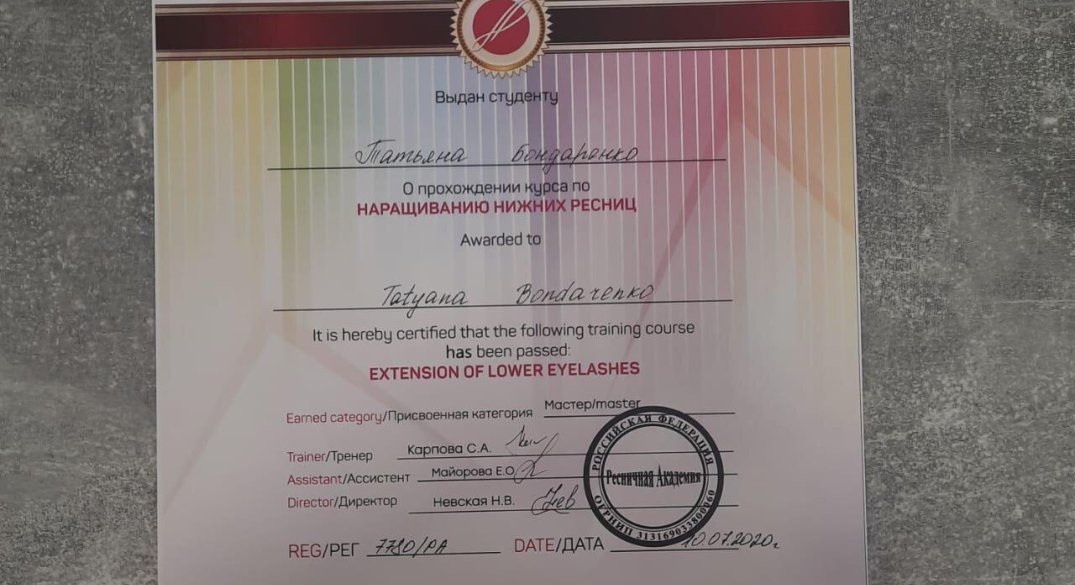 Выдан студенту
Татьяна Бондаренко
О прохождении курса по
НАРАЩИВАНИЮ НИЖНИХ РЕСНИЦ
Awarded to
Tatyana Bondarenko
It is hereby certified that the following training course
has been passed:
EXTENSION OF LOWER EYELASHES
Earned category/Присвоенная категория Мастер/master
Trainer/Тренер Карпова С.А.
Assistant/Ассистент Майорова Е.О.
Director/Директор Невская Н.В.
РОССИЙСКАЯ ФЕДЕРАЦИЯ
Ресничная Академия
ОГРНИП
REG/РЕГ 7780/РА DATE/ДАТА 10.07.2020г